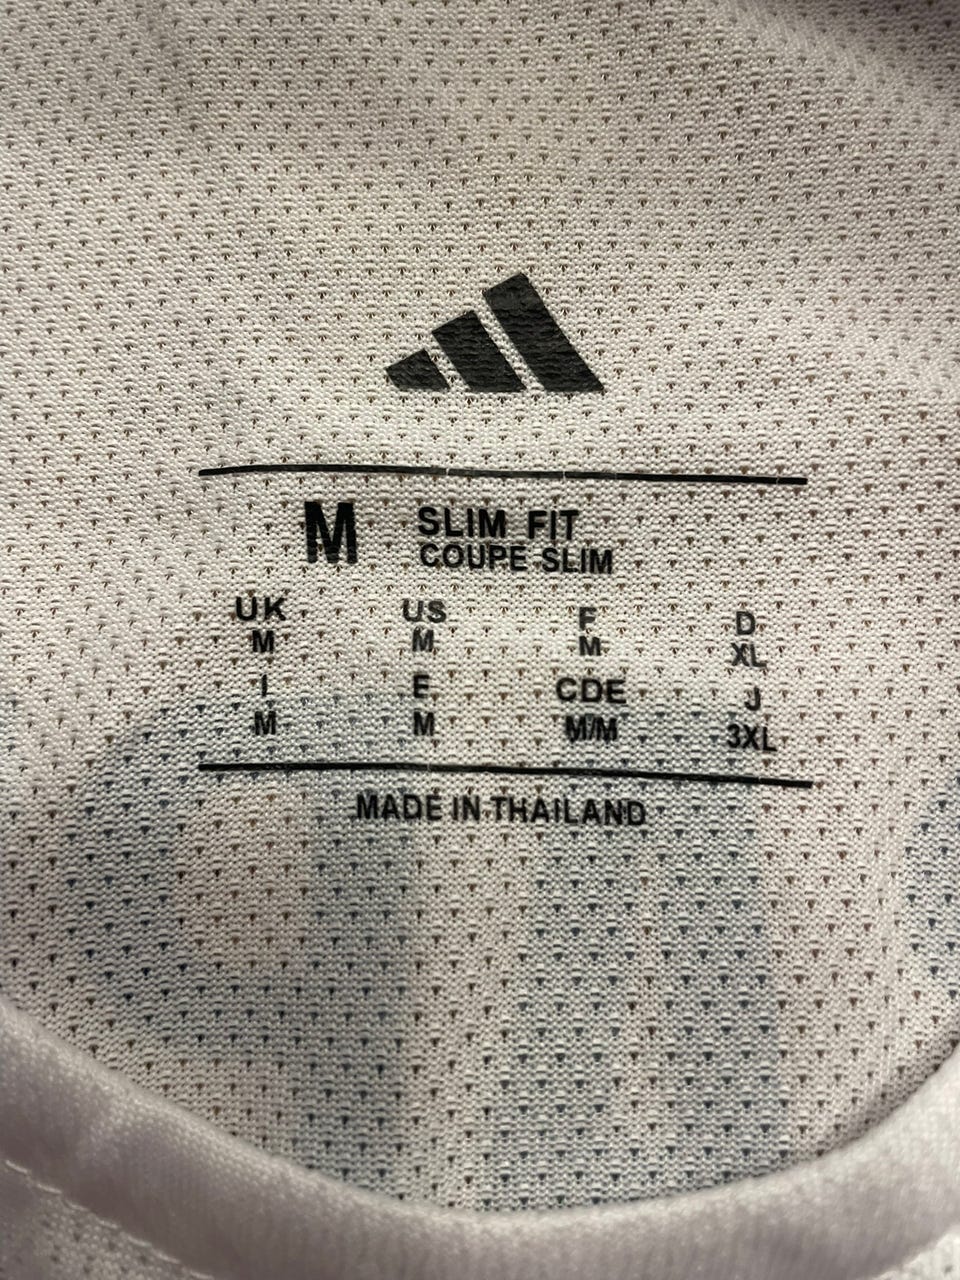 M SLIM FIT
COUPE SLIM
UK US F D
M M M XL
I E CDE J
M M M/M 3XL
MADE IN THAILAND